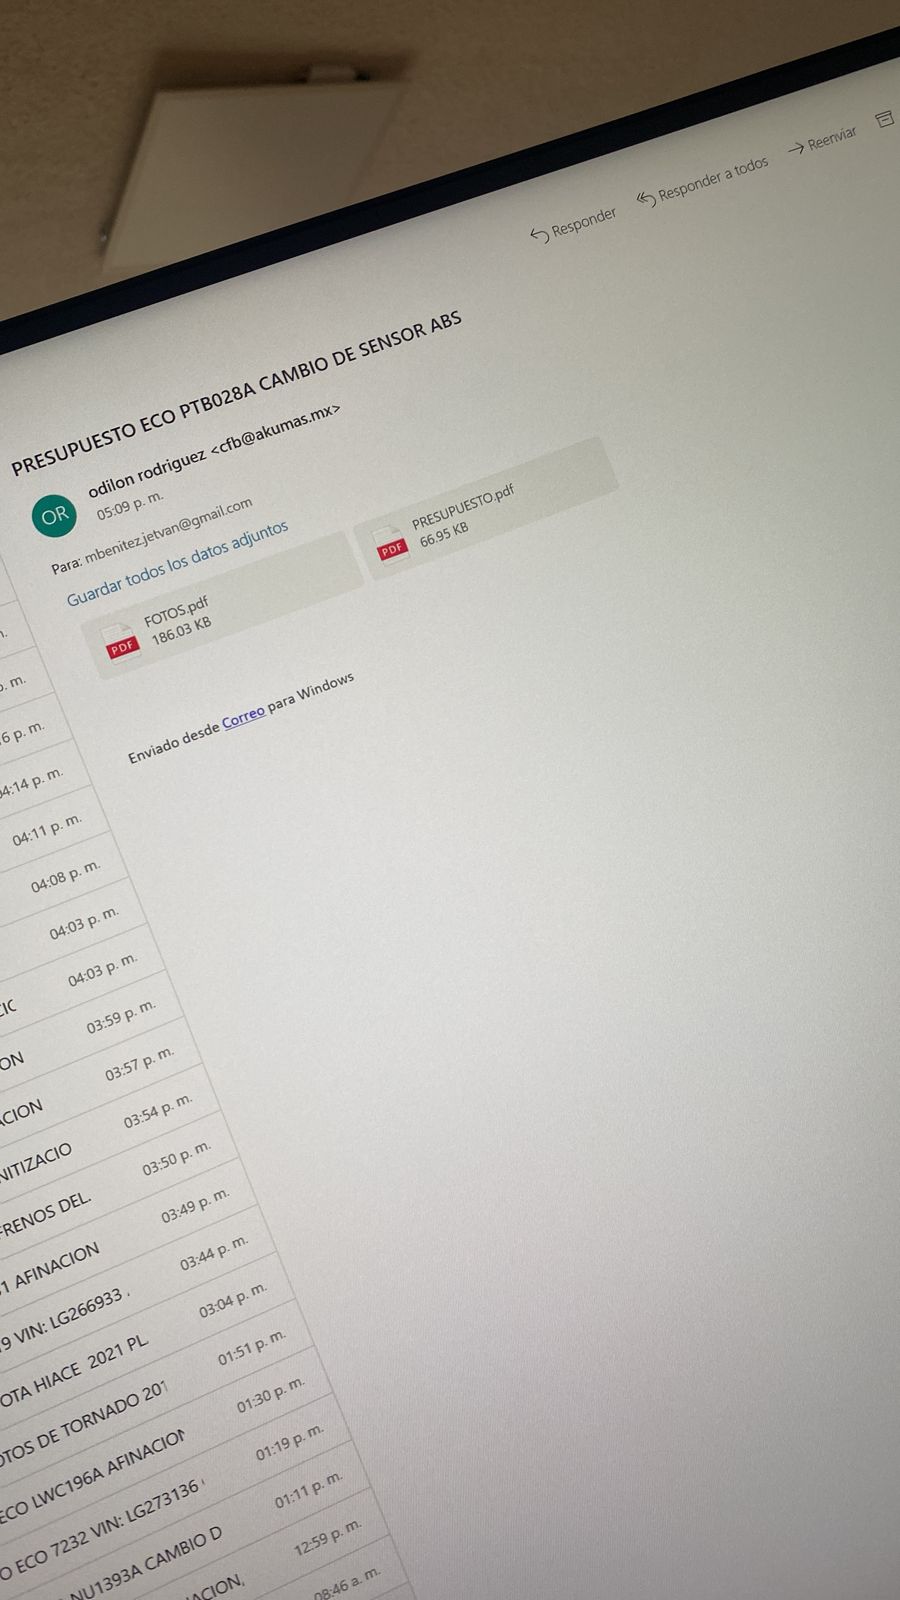 Responder
Responder a todos
Reenviar
PRESUPUESTO ECO PTB028A CAMBIO DE SENSOR ABS
OR
odilon rodriguez <cfb@akumas.mx>
05:09 p. m.
Para: mbenitez.jetvan@gmail.com
Guardar todos los datos adjuntos
PDF
FOTOS.pdf
186.03 KB
PDF
PRESUPUESTO.pdf
66.95 KB
Enviado desde Correo para Windows
m.
p. m.
6 p. m.
04:14 p. m.
04:11 p. m.
04:08 p. m.
04:03 p. m.
CIC 04:03 p. m.
ON 03:59 p. m.
ACION 03:57 p. m.
NITIZACIO 03:54 p. m.
FRENOS DEL. 03:50 p. m.
1 AFINACION 03:49 p. m.
9 VIN: LG266933 . 03:44 p. m.
OTA HIACE 2021 PL 03:04 p. m.
OTOS DE TORNADO 201 01:51 p. m.
ECO LWC196A AFINACION 01:30 p. m.
O ECO 7232 VIN: LG273136 01:19 p. m.
NU1393A CAMBIO D 01:11 p. m.
ACION, 12:59 p. m.
08:46 a. m.